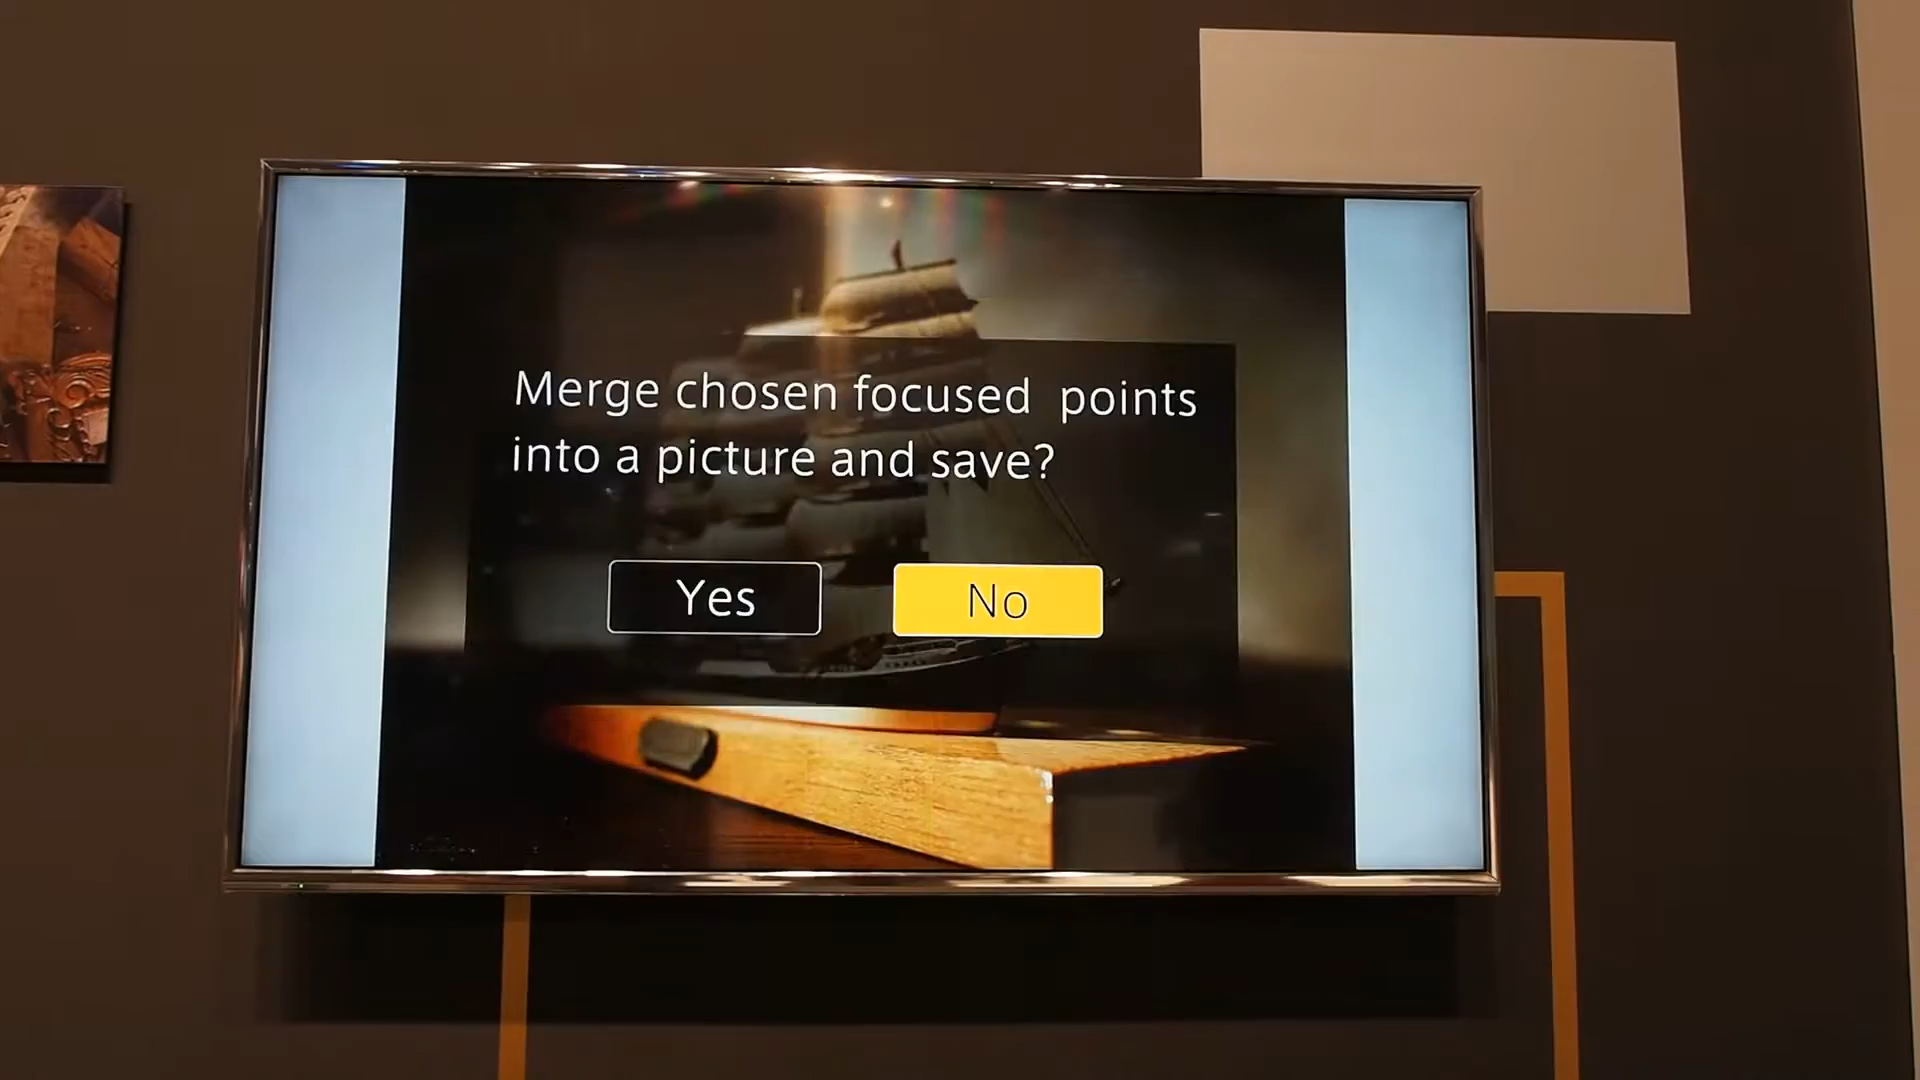 Merge chosen focused points
into a picture and save?
Yes No